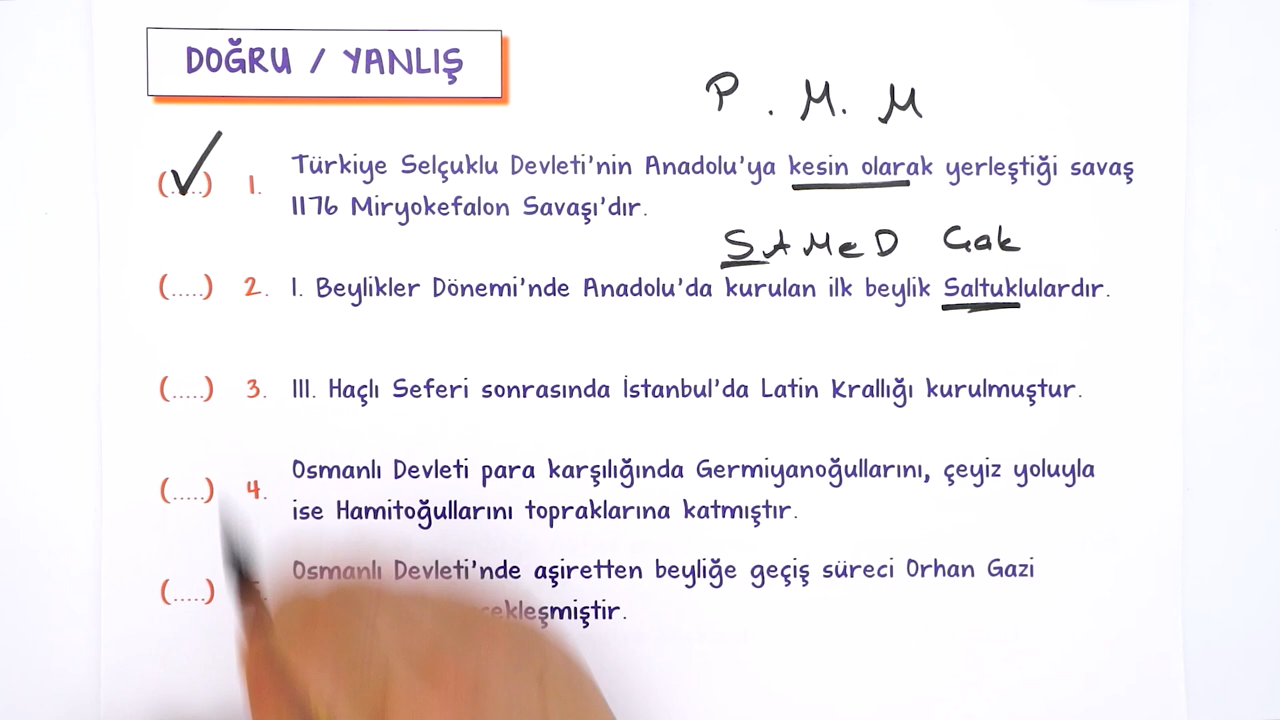 DOĞRU / YANLIŞ
P. M. M
(.....) 1. Türkiye Selçuklu Devleti'nin Anadolu'ya kesin olarak yerleştiği savaş
1176 Miryokefalon Savaşı'dır.
SAMeD Gak
(.....) 2. I. Beylikler Dönemi'nde Anadolu'da kurulan ilk beylik Saltuklulardır.
(.....) 3. III. Haçlı Seferi sonrasında İstanbul'da Latin Krallığı kurulmuştur.
(.....) 4. Osmanlı Devleti para karşılığında Germiyanoğullarını, çeyiz yoluyla
ise Hamitoğullarını topraklarına katmıştır.
(.....) Osmanlı Devleti'nde aşiretten beyliğe geçiş süreci Orhan Gazi